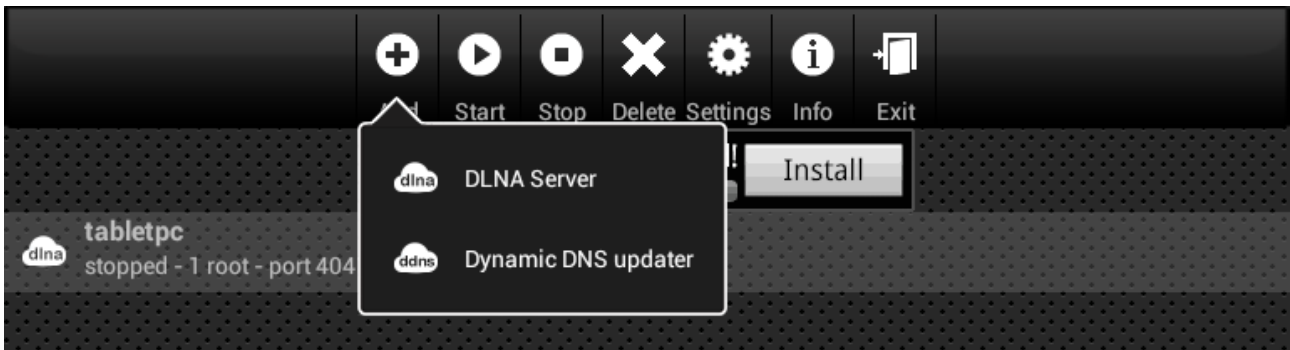 Start Stop Delete Settings Info Exit
dlna DLNA Server
Install
dlna tabletpc
stopped - 1 root - port 404
ddns Dynamic DNS updater